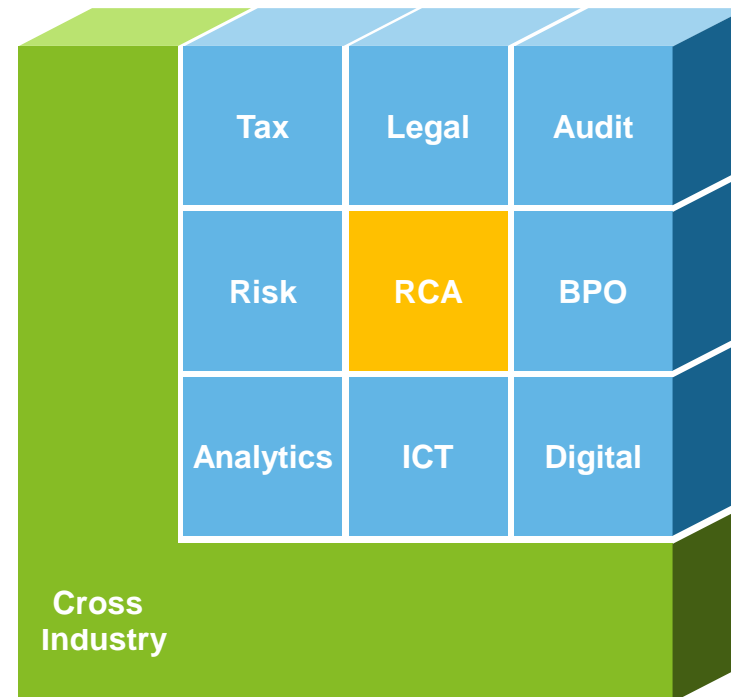 Tax
Legal
Audit
Risk
RCA
BPO
Analytics
ICT
Digital
Cross
Industry